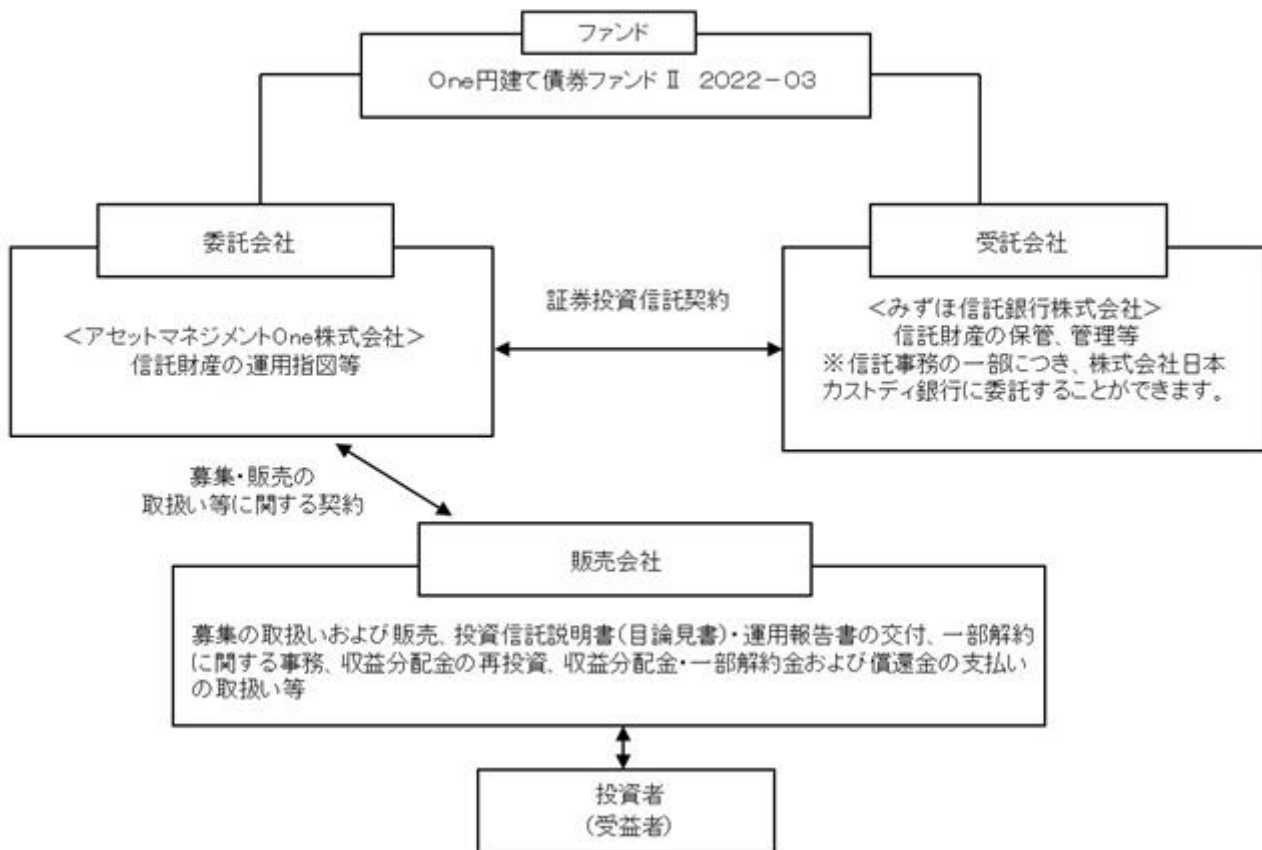 ファンド
One円建て債券ファンド Ⅱ 2022-03
委託会社
<アセットマネジメントOne株式会社>
信託財産の運用指図等
証券投資信託契約
受託会社
<みずほ信託銀行株式会社>
信託財産の保管、管理等
※信託事務の一部につき、株式会社日本
カストディ銀行に委託することができます。
募集・販売の
取扱い等に関する契約
販売会社
募集の取扱いおよび販売、投資信託説明書(目論見書)・運用報告書の交付、一部解約
に関する事務、収益分配金の再投資、収益分配金・一部解約金および償還金の支払い
の取扱い等
投資者
(受益者)